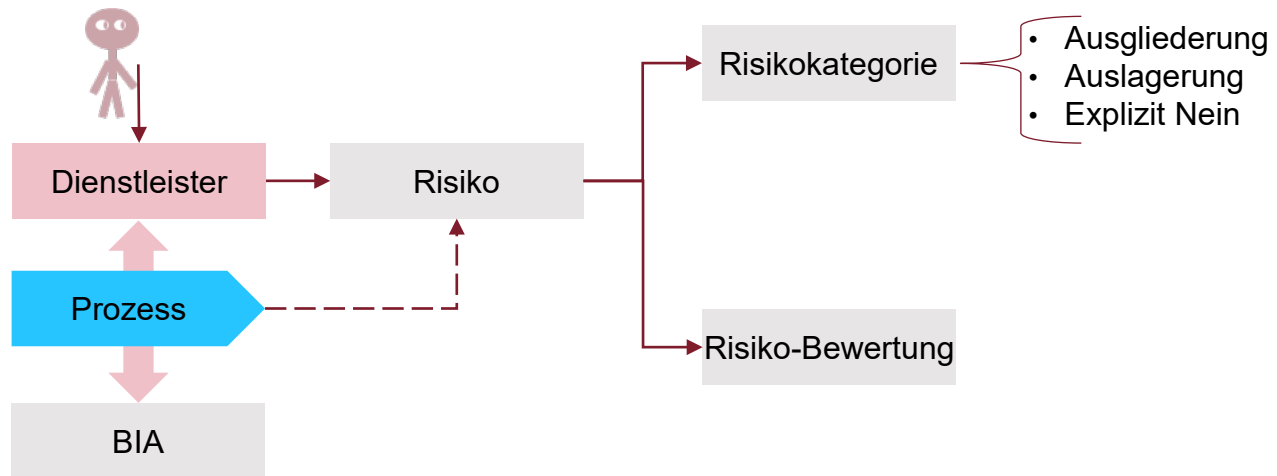 Dienstleister
Risiko
Risikokategorie
• Ausgliederung
• Auslagerung
• Explizit Nein
Prozess
Risiko-Bewertung
BIA